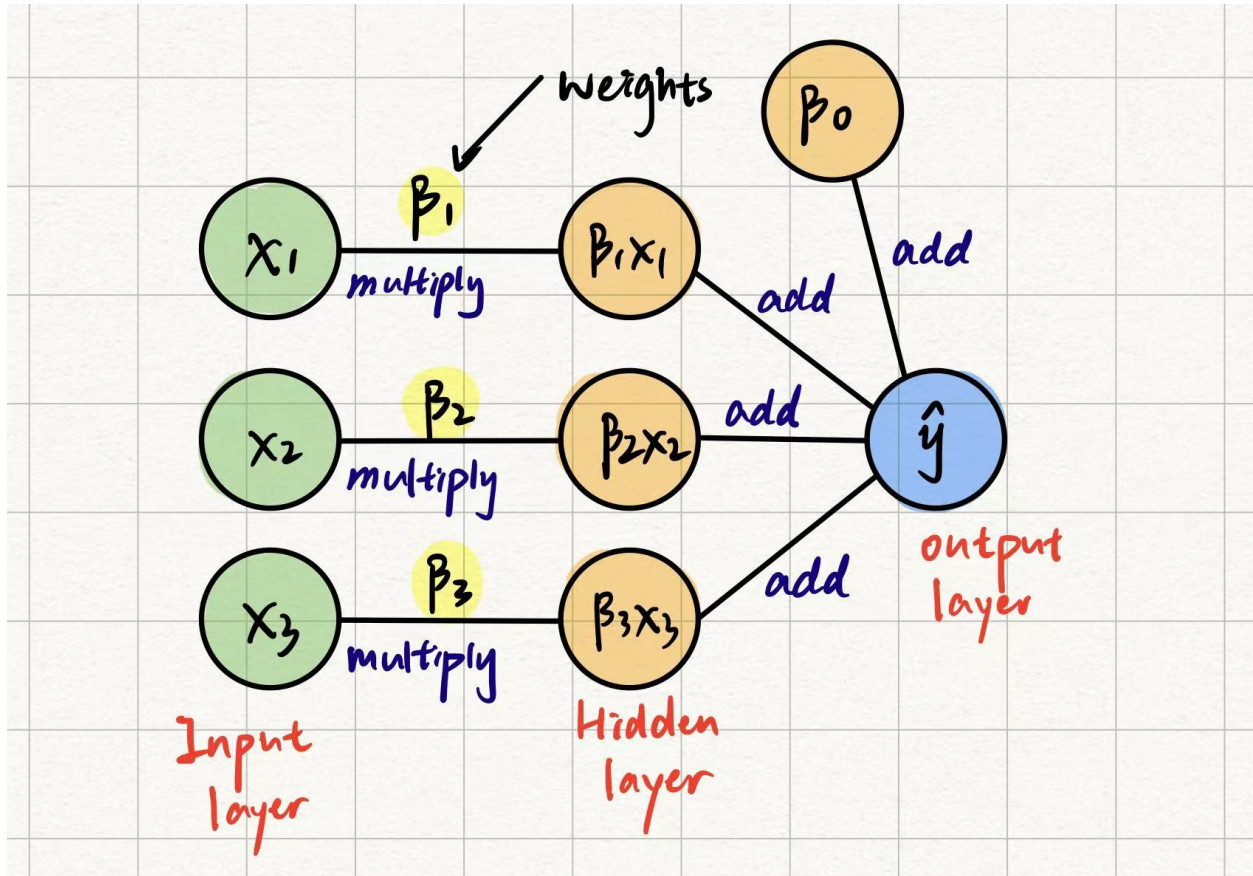 weights
β₀
β₁
x₁
multiply
β₁x₁
add
add
β₂
x₂
multiply
β₂x₂
add
ŷ
β₃
x₃
multiply
β₃x₃
add
output
layer
Input
layer
Hidden
layer